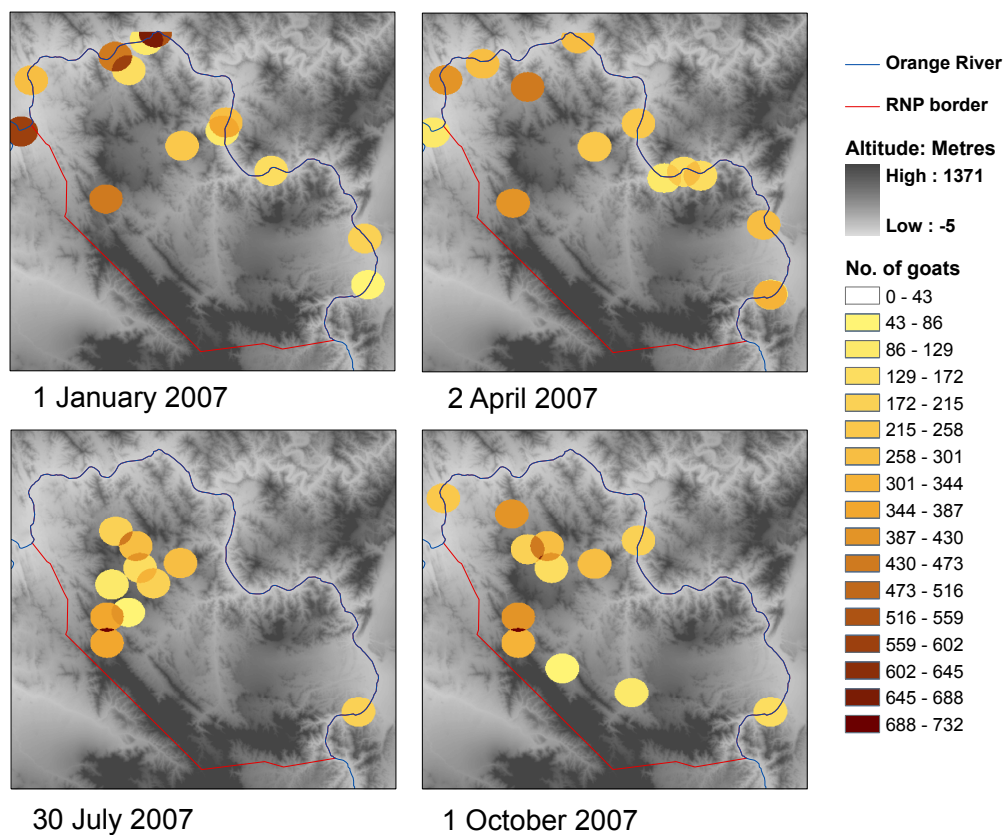 1 January 2007
2 April 2007
30 July 2007
1 October 2007
Orange River
RNP border
Altitude: Metres
High : 1371
Low : -5
No. of goats
0 - 43
43 - 86
86 - 129
129 - 172
172 - 215
215 - 258
258 - 301
301 - 344
344 - 387
387 - 430
430 - 473
473 - 516
516 - 559
559 - 602
602 - 645
645 - 688
688 - 732